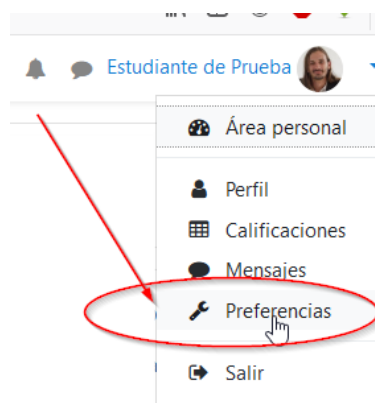 Estudiante de Prueba
Área personal
Perfil
Calificaciones
Mensajes
Preferencias
Salir